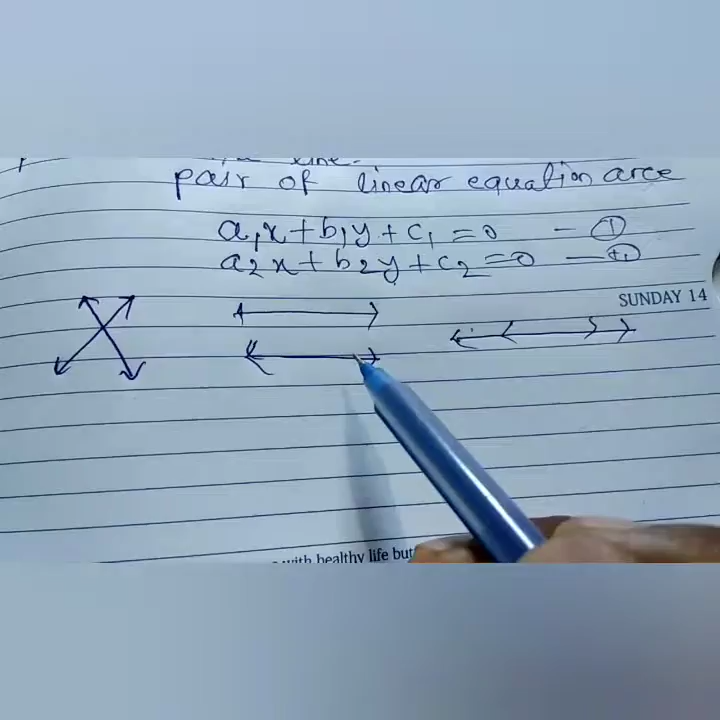 line.
pair of linear equation are
a₁x + b₁y + c₁ = 0 — ①
a₂x + b₂y + c₂ = 0 —
SUNDAY 14
with healthy life but